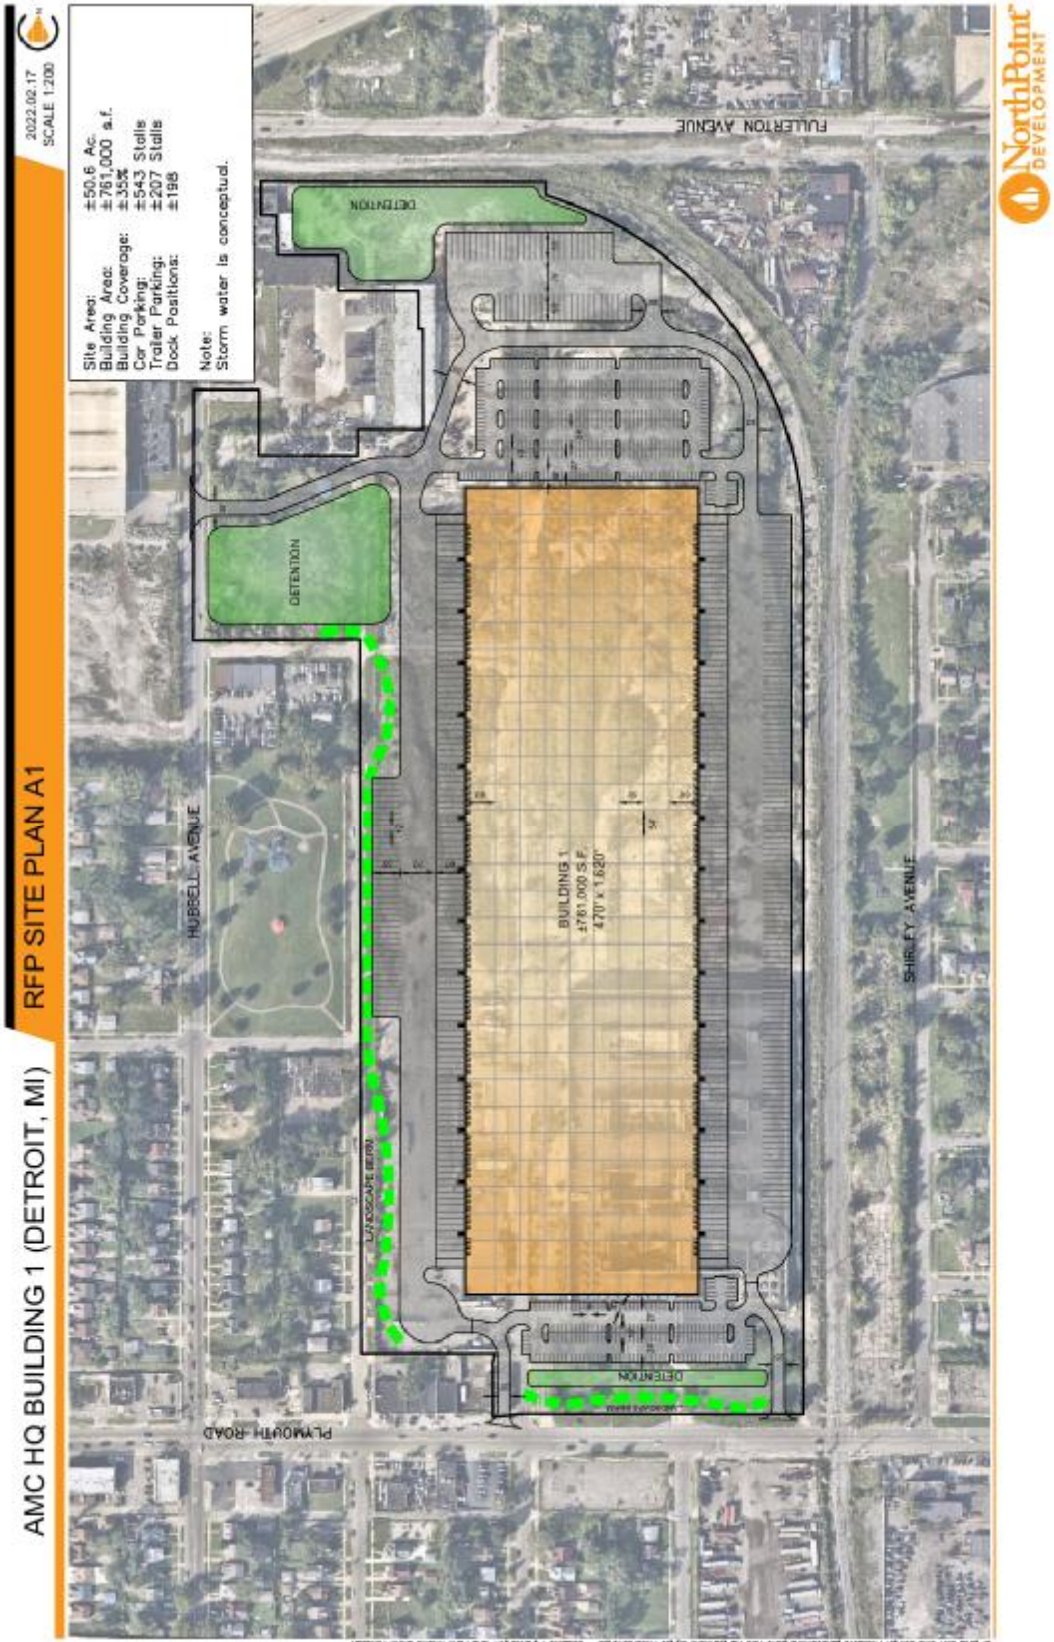 AMC HQ BUILDING 1 (DETROIT, MI)
RFP SITE PLAN A1
2022.02.17
SCALE 1:200
N
Site Area: ±50.6 Ac.
Building Area: ±761,000 s.f.
Building Coverage: ±35%
Car Parking: ±543 Stalls
Trailer Parking: ±207 Stalls
Dock Positions: ±198
Note:
Storm water is conceptual.
HUBBELL AVENUE
FULLERTON AVENUE
DETENTION
DETENTION
LANDSCAPE BERM
BUILDING 1
±761,000 S.F.
470' x 1,620'
PLYMOUTH ROAD
DETENTION
LANDSCAPE BERM
SHIRLEY AVENUE
NorthPoint™
DEVELOPMENT